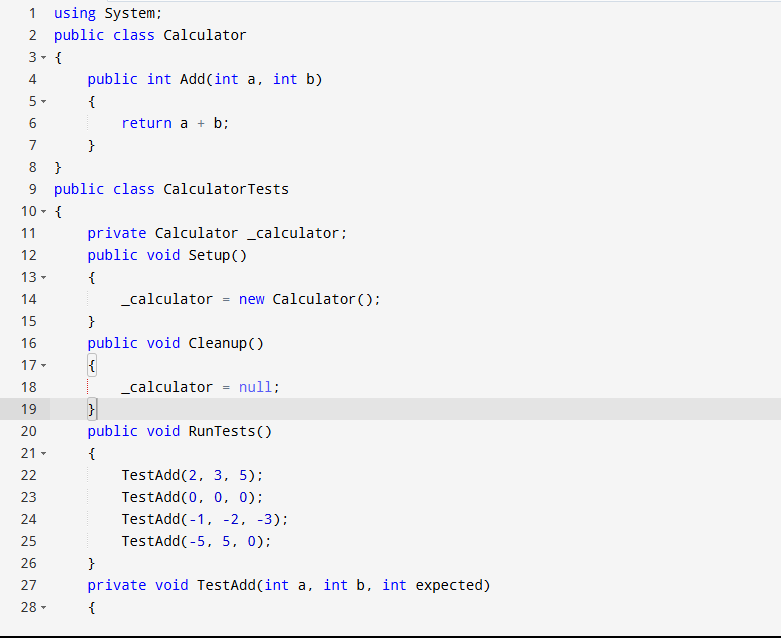 1 using System;
2 public class Calculator
3 {
4     public int Add(int a, int b)
5     {
6         return a + b;
7     }
8 }
9 public class CalculatorTests
10 {
11     private Calculator _calculator;
12     public void Setup()
13     {
14         _calculator = new Calculator();
15     }
16     public void Cleanup()
17     {
18         _calculator = null;
19     }
20     public void RunTests()
21     {
22         TestAdd(2, 3, 5);
23         TestAdd(0, 0, 0);
24         TestAdd(-1, -2, -3);
25         TestAdd(-5, 5, 0);
26     }
27     private void TestAdd(int a, int b, int expected)
28     {